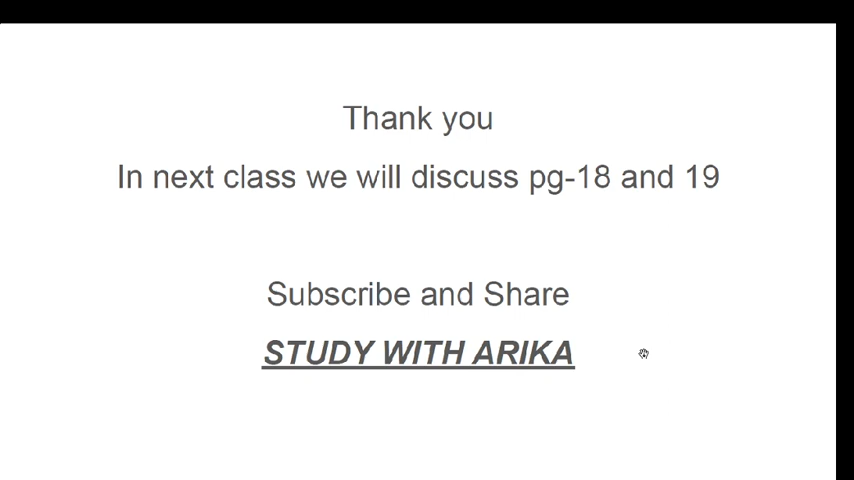 Thank you
In next class we will discuss pg-18 and 19
Subscribe and Share
STUDY WITH ARIKA